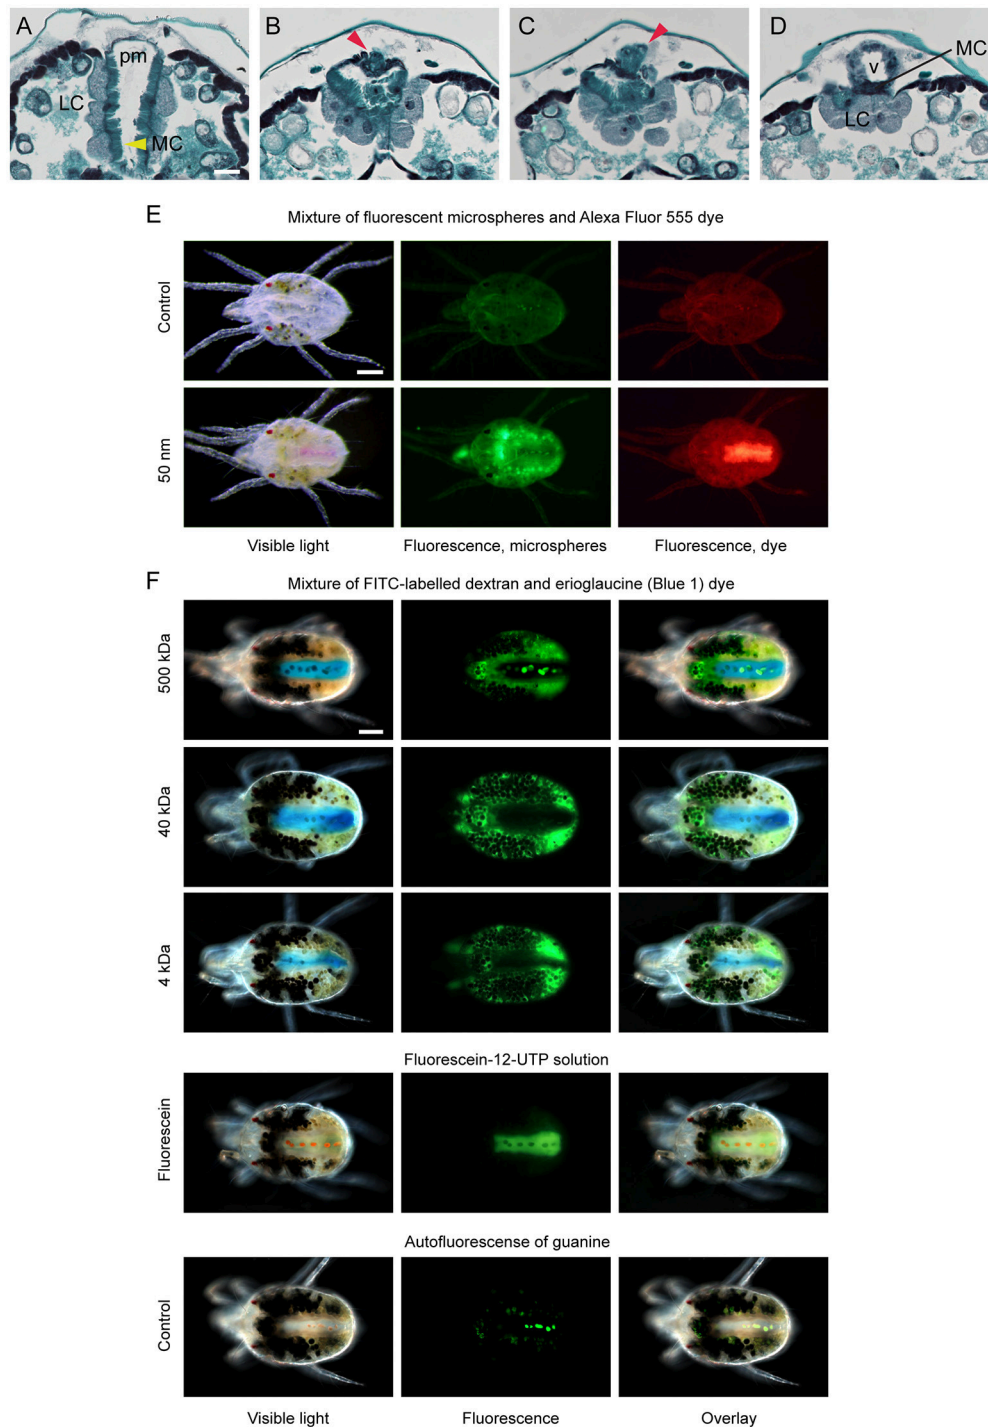 A
B
C
D
pm
LC
MC
v
MC
LC
E
Mixture of fluorescent microspheres and Alexa Fluor 555 dye
Control
50 nm
Visible light
Fluorescence, microspheres
Fluorescence, dye
F
Mixture of FITC-labelled dextran and erioglaucine (Blue 1) dye
500 kDa
40 kDa
4 kDa
Fluorescein-12-UTP solution
Fluorescein
Autofluorescense of guanine
Control
Visible light
Fluorescence
Overlay